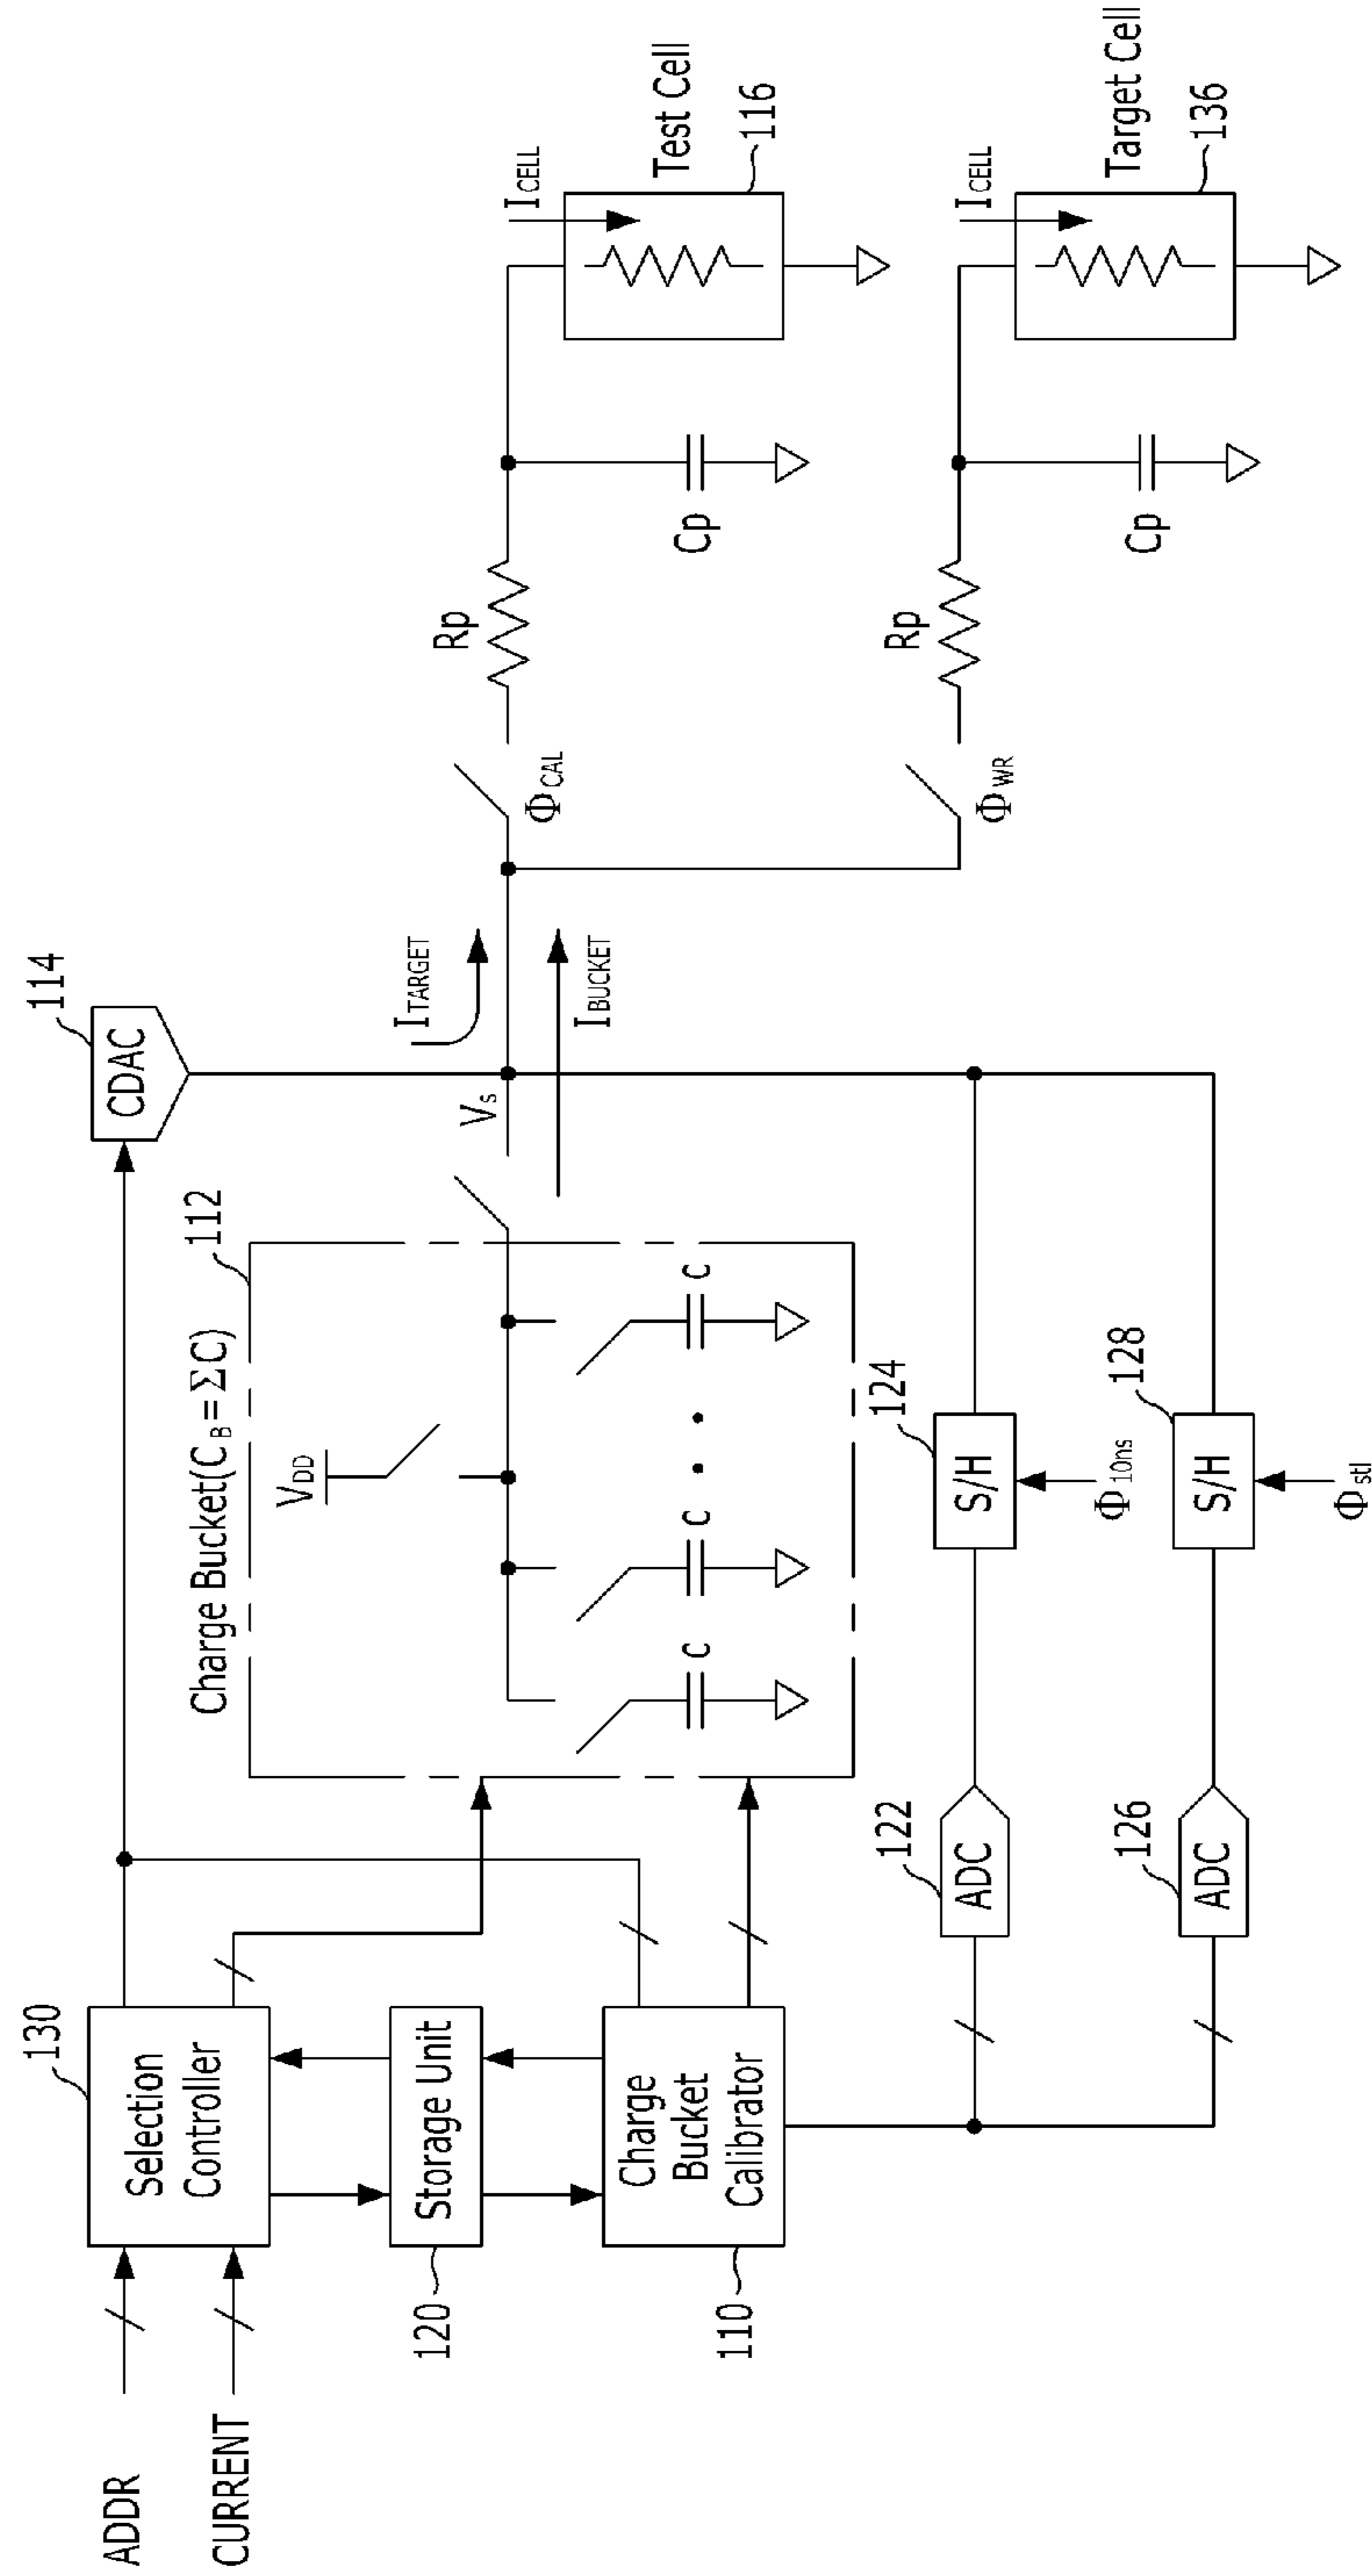 ADDR
CURRENT
130
Selection
Controller
120
Storage Unit
110
Charge
Bucket
Calibrator
114
CDAC
112
Charge Bucket(C_B=ΣC)
V_DD
C
C
C
V_s
I_TARGET
I_BUCKET
122
ADC
124
S/H
Φ_10ns
126
ADC
128
S/H
Φ_stl
Φ_CAL
Rp
Cp
I_CELL
Test Cell
116
Φ_WR
Rp
Cp
I_CELL
Target Cell
136